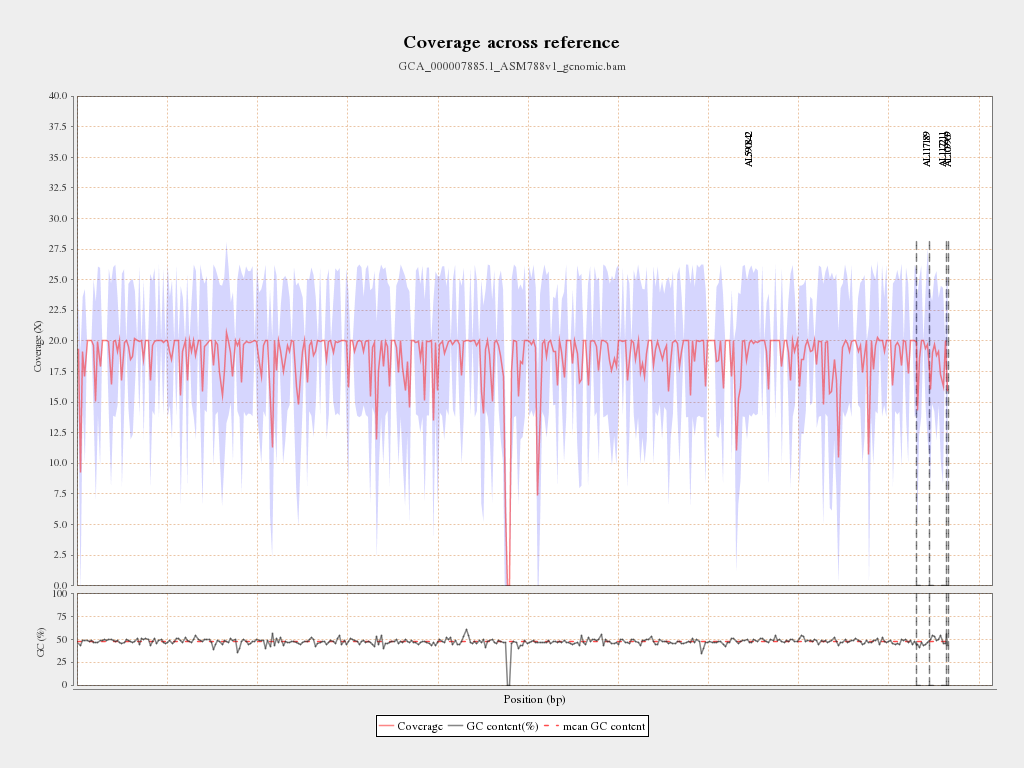 Coverage across reference
GCA_000007885.1_ASM788v1_genomic.bam
40.0
37.5
35.0
32.5
30.0
27.5
25.0
22.5
20.0
17.5
15.0
12.5
10.0
7.5
5.0
2.5
0.0
Coverage (X)
AL590842
AL117189
AL117211
AL109969
100
75
50
25
0
GC (%)
Position (bp)
Coverage GC content(%) mean GC content